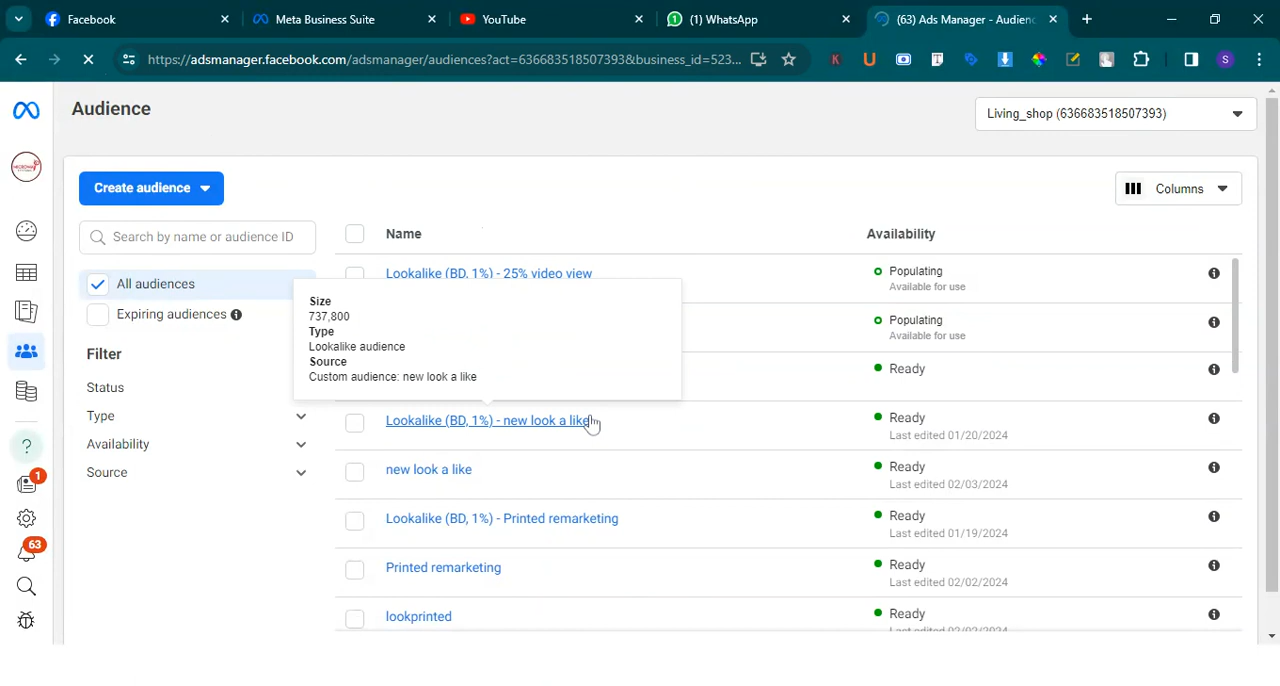 Facebook
Meta Business Suite
YouTube
1
(1) WhatsApp
(63) Ads Manager - Audienc
https://adsmanager.facebook.com/adsmanager/audiences?act=636683518507393&business_id=523...
K
U
T
S
Audience
Living_shop (636683518507393)
Create audience
Columns
Search by name or audience ID
Name
Availability
All audiences
Expiring audiences
Filter
Status
Type
Availability
Source
Lookalike (BD, 1%) - 25% video view
Populating
Available for use
Size
737,800
Type
Lookalike audience
Source
Custom audience: new look a like
Populating
Available for use
Ready
Lookalike (BD, 1%) - new look a like
Ready
Last edited 01/20/2024
new look a like
Ready
Last edited 02/03/2024
Lookalike (BD, 1%) - Printed remarketing
Ready
Last edited 01/19/2024
Printed remarketing
Ready
Last edited 02/02/2024
lookprinted
Ready
Last edited 02/02/2024
?
1
63